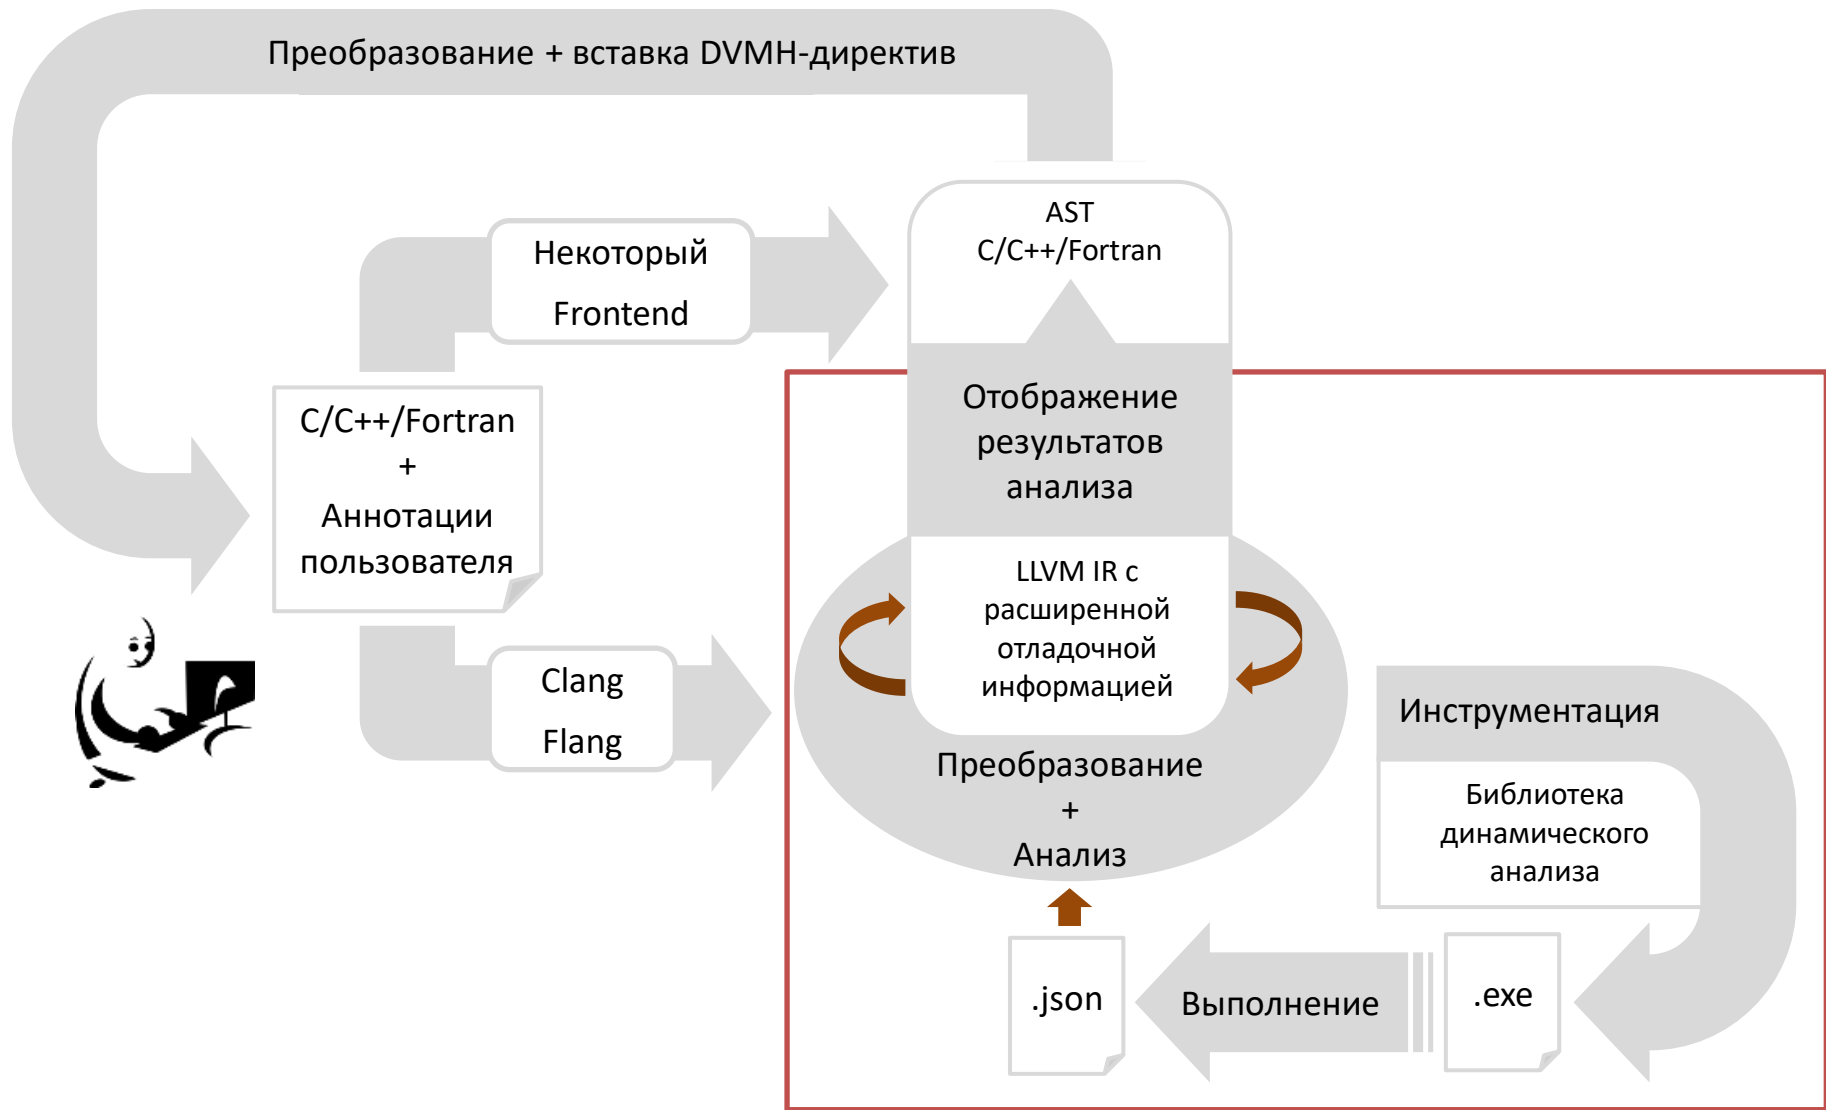 Преобразование + вставка DVMH-директив
AST
C/C++/Fortran
Некоторый
Frontend
C/C++/Fortran
+
Аннотации
пользователя
Отображение
результатов
анализа
LLVM IR с
расширенной
отладочной
информацией
Clang
Flang
Преобразование
+
Анализ
Инструментация
Библиотека
динамического
анализа
.json
Выполнение
.exe